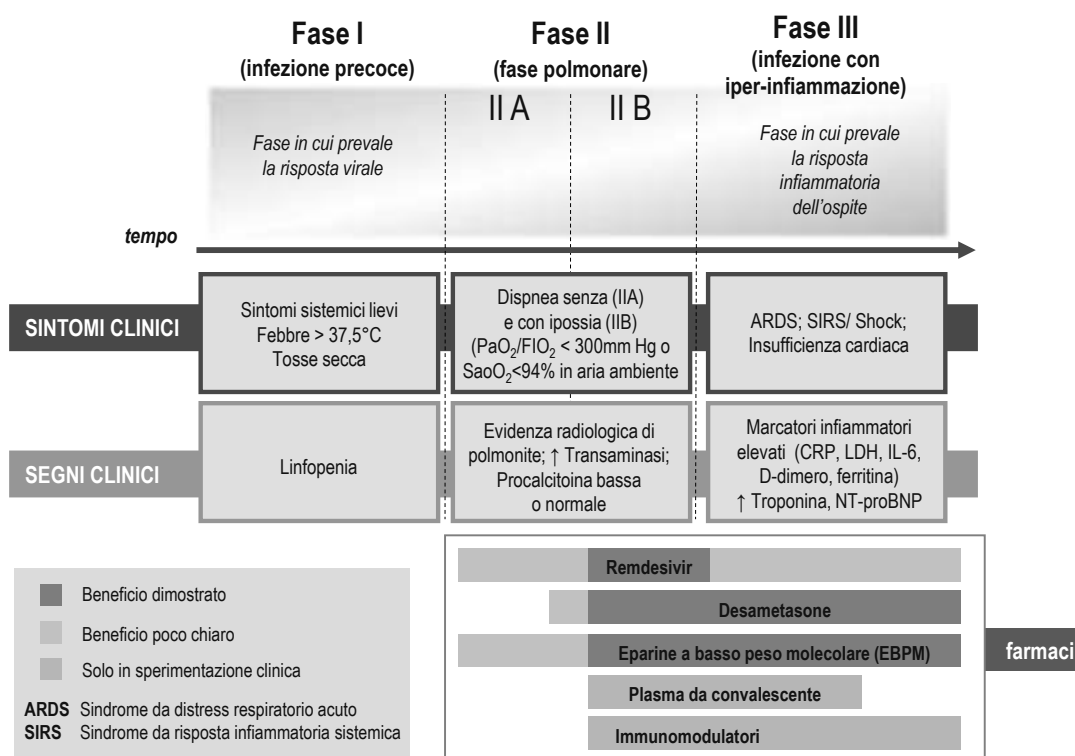 Fase I
(infezione precoce)
Fase II
(fase polmonare)
Fase III
(infezione con
iper-infiammazione)
II A
II B
Fase in cui prevale
la risposta virale
Fase in cui prevale
la risposta
infiammatoria
dell'ospite
tempo
SINTOMI CLINICI
Sintomi sistemici lievi
Febbre > 37,5°C
Tosse secca
Dispnea senza (IIA)
e con ipossia (IIB)
(PaO₂/FIO₂ < 300mm Hg o
SaoO₂<94% in aria ambiente
ARDS; SIRS/ Shock;
Insufficienza cardiaca
SEGNI CLINICI
Linfopenia
Evidenza radiologica di
polmonite; ↑ Transaminasi;
Procalcitoina bassa
o normale
Marcatori infiammatori
elevati (CRP, LDH, IL-6,
D-dimero, ferritina)
↑ Troponina, NT-proBNP
Beneficio dimostrato
Beneficio poco chiaro
Solo in sperimentazione clinica
ARDS Sindrome da distress respiratorio acuto
SIRS Sindrome da risposta infiammatoria sistemica
Remdesivir
Desametasone
Eparine a basso peso molecolare (EBPM)
Plasma da convalescente
Immunomodulatori
farmaci